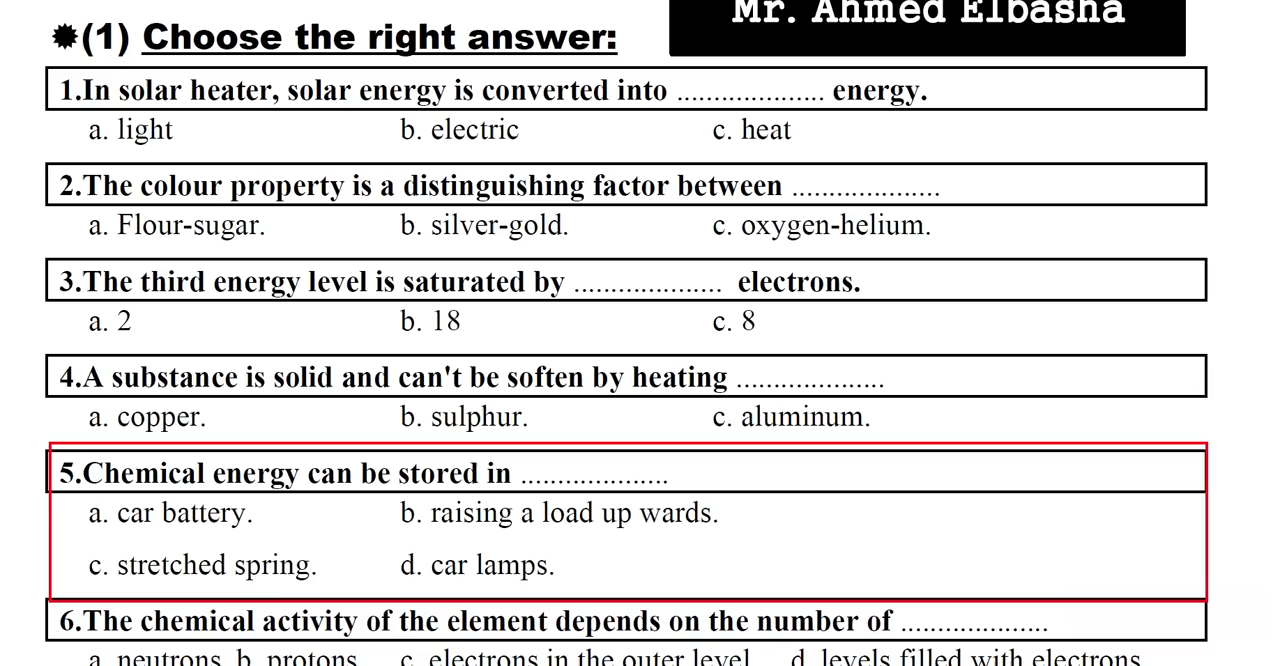 Mr. Ahmed Elbasha
✹(1) Choose the right answer:
1.In solar heater, solar energy is converted into .................... energy.
a. light b. electric c. heat
2.The colour property is a distinguishing factor between ....................
a. Flour-sugar. b. silver-gold. c. oxygen-helium.
3.The third energy level is saturated by .................... electrons.
a. 2 b. 18 c. 8
4.A substance is solid and can't be soften by heating ....................
a. copper. b. sulphur. c. aluminum.
5.Chemical energy can be stored in ....................
a. car battery. b. raising a load up wards.
c. stretched spring. d. car lamps.
6.The chemical activity of the element depends on the number of ....................
a. neutrons b. protons c. electrons in the outer level d. levels filled with electrons